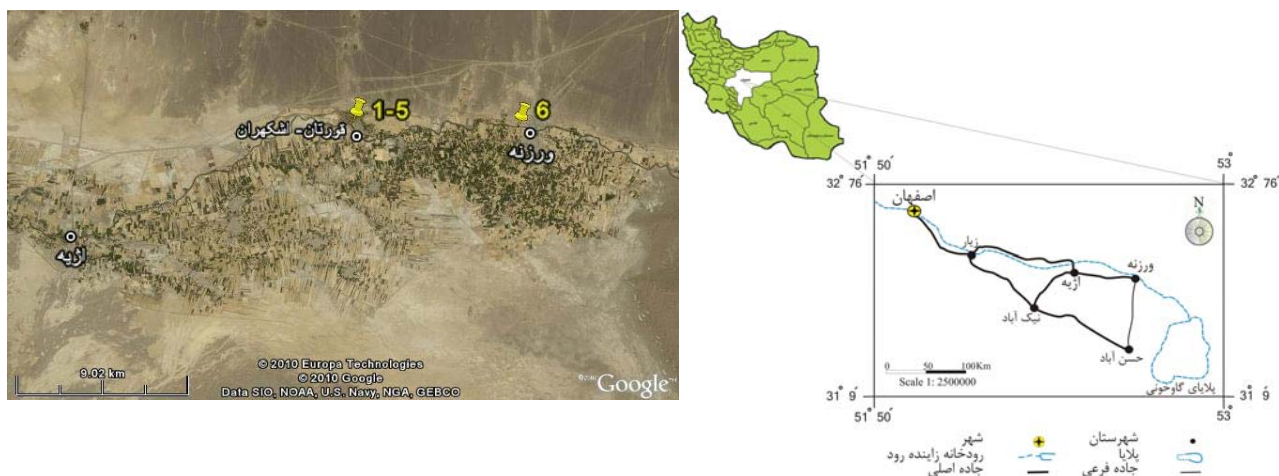 1-5
6
قورتان- اشکهران
ورزنه
اژیه
9.02 km
© 2010 Europa Technologies
© 2010 Google
Data SIO, NOAA, U.S. Navy, NGA, GEBCO
©2010 Google™
51° 50'
53°
32° 76'
32° 76'
اصفهان
N
زیار
ورزنه
اژیه
نیک آباد
حسن آباد
0 50 100Km
Scale 1: 2500000
پلایای گاوخونی
31° 9'
31° 9'
51° 50'
53°
شهرستان
شهر
پلایا
رودخانه زاینده رود
جاده فرعی
جاده اصلی